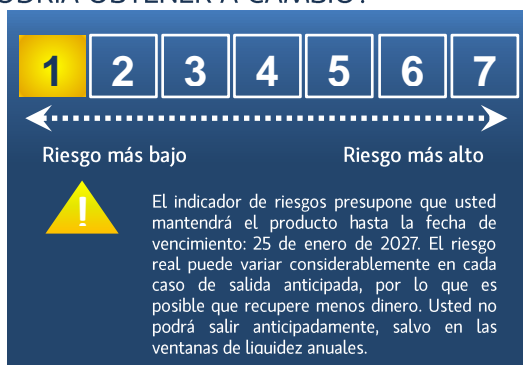 PODRÍA OBTENER A CAMBIO?
1 2 3 4 5 6 7
Riesgo más bajo Riesgo más alto
!
El indicador de riesgos presupone que usted
mantendrá el producto hasta la fecha de
vencimiento: 25 de enero de 2027. El riesgo
real puede variar considerablemente en cada
caso de salida anticipada, por lo que es
posible que recupere menos dinero. Usted no
podrá salir anticipadamente, salvo en las
ventanas de liquidez anuales.